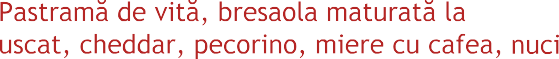 Pastramă de vită, bresaola maturată la
uscat, cheddar, pecorino, miere cu cafea, nuci